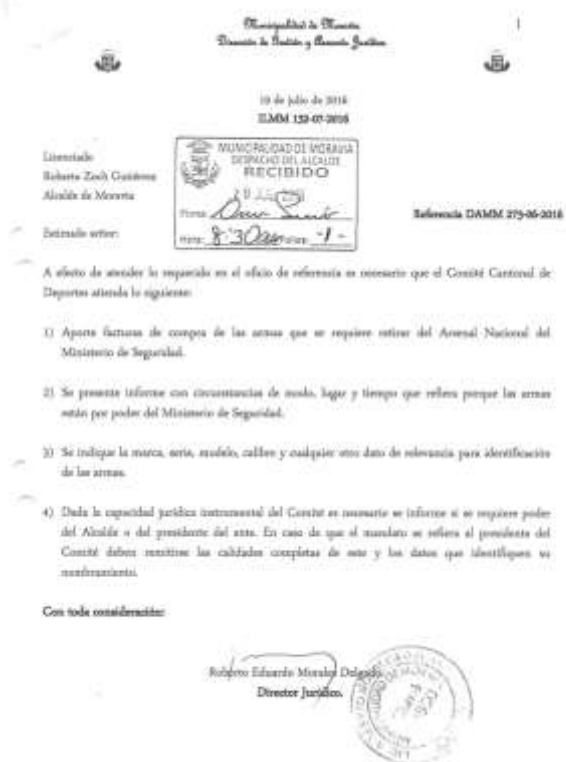 Municipalidad de Moravia
Dirección de Gestión y Asesoría Jurídica
1
19 de julio de 2016
ILMM 152-07-2016
Licenciado
Roberto Zoch Gutiérrez
Alcalde de Moravia
MUNICIPALIDAD DE MORAVIA
DESPACHO DEL ALCALDE
RECIBIDO
Firma:
Hora: 8:30am Folios: -1-
Referencia DAMM 275-06-2016
Estimado señor:
A efecto de atender lo requerido en el oficio de referencia es necesario que el Comité Cantonal de
Deportes atienda lo siguiente:
1) Aporte facturas de compra de las armas que se requiere retirar del Arsenal Nacional del
Ministerio de Seguridad.
2) Se presente informe con circunstancias de modo, lugar y tiempo que refiera porque las armas
están por poder del Ministerio de Seguridad.
3) Se indique la marca, serie, modelo, calibre y cualquier otro dato de relevancia para identificación
de las armas.
4) Dada la capacidad jurídica instrumental del Comité es necesario se informe si se requiere poder
del Alcalde o del presidente del ente. En caso de que el mandato se refiera al presidente del
Comité deben remitirse las calidades completas de este y los datos que identifiquen su
nombramiento.
Con toda consideración:
Roberto Eduardo Morales Delgado
Director Jurídico.